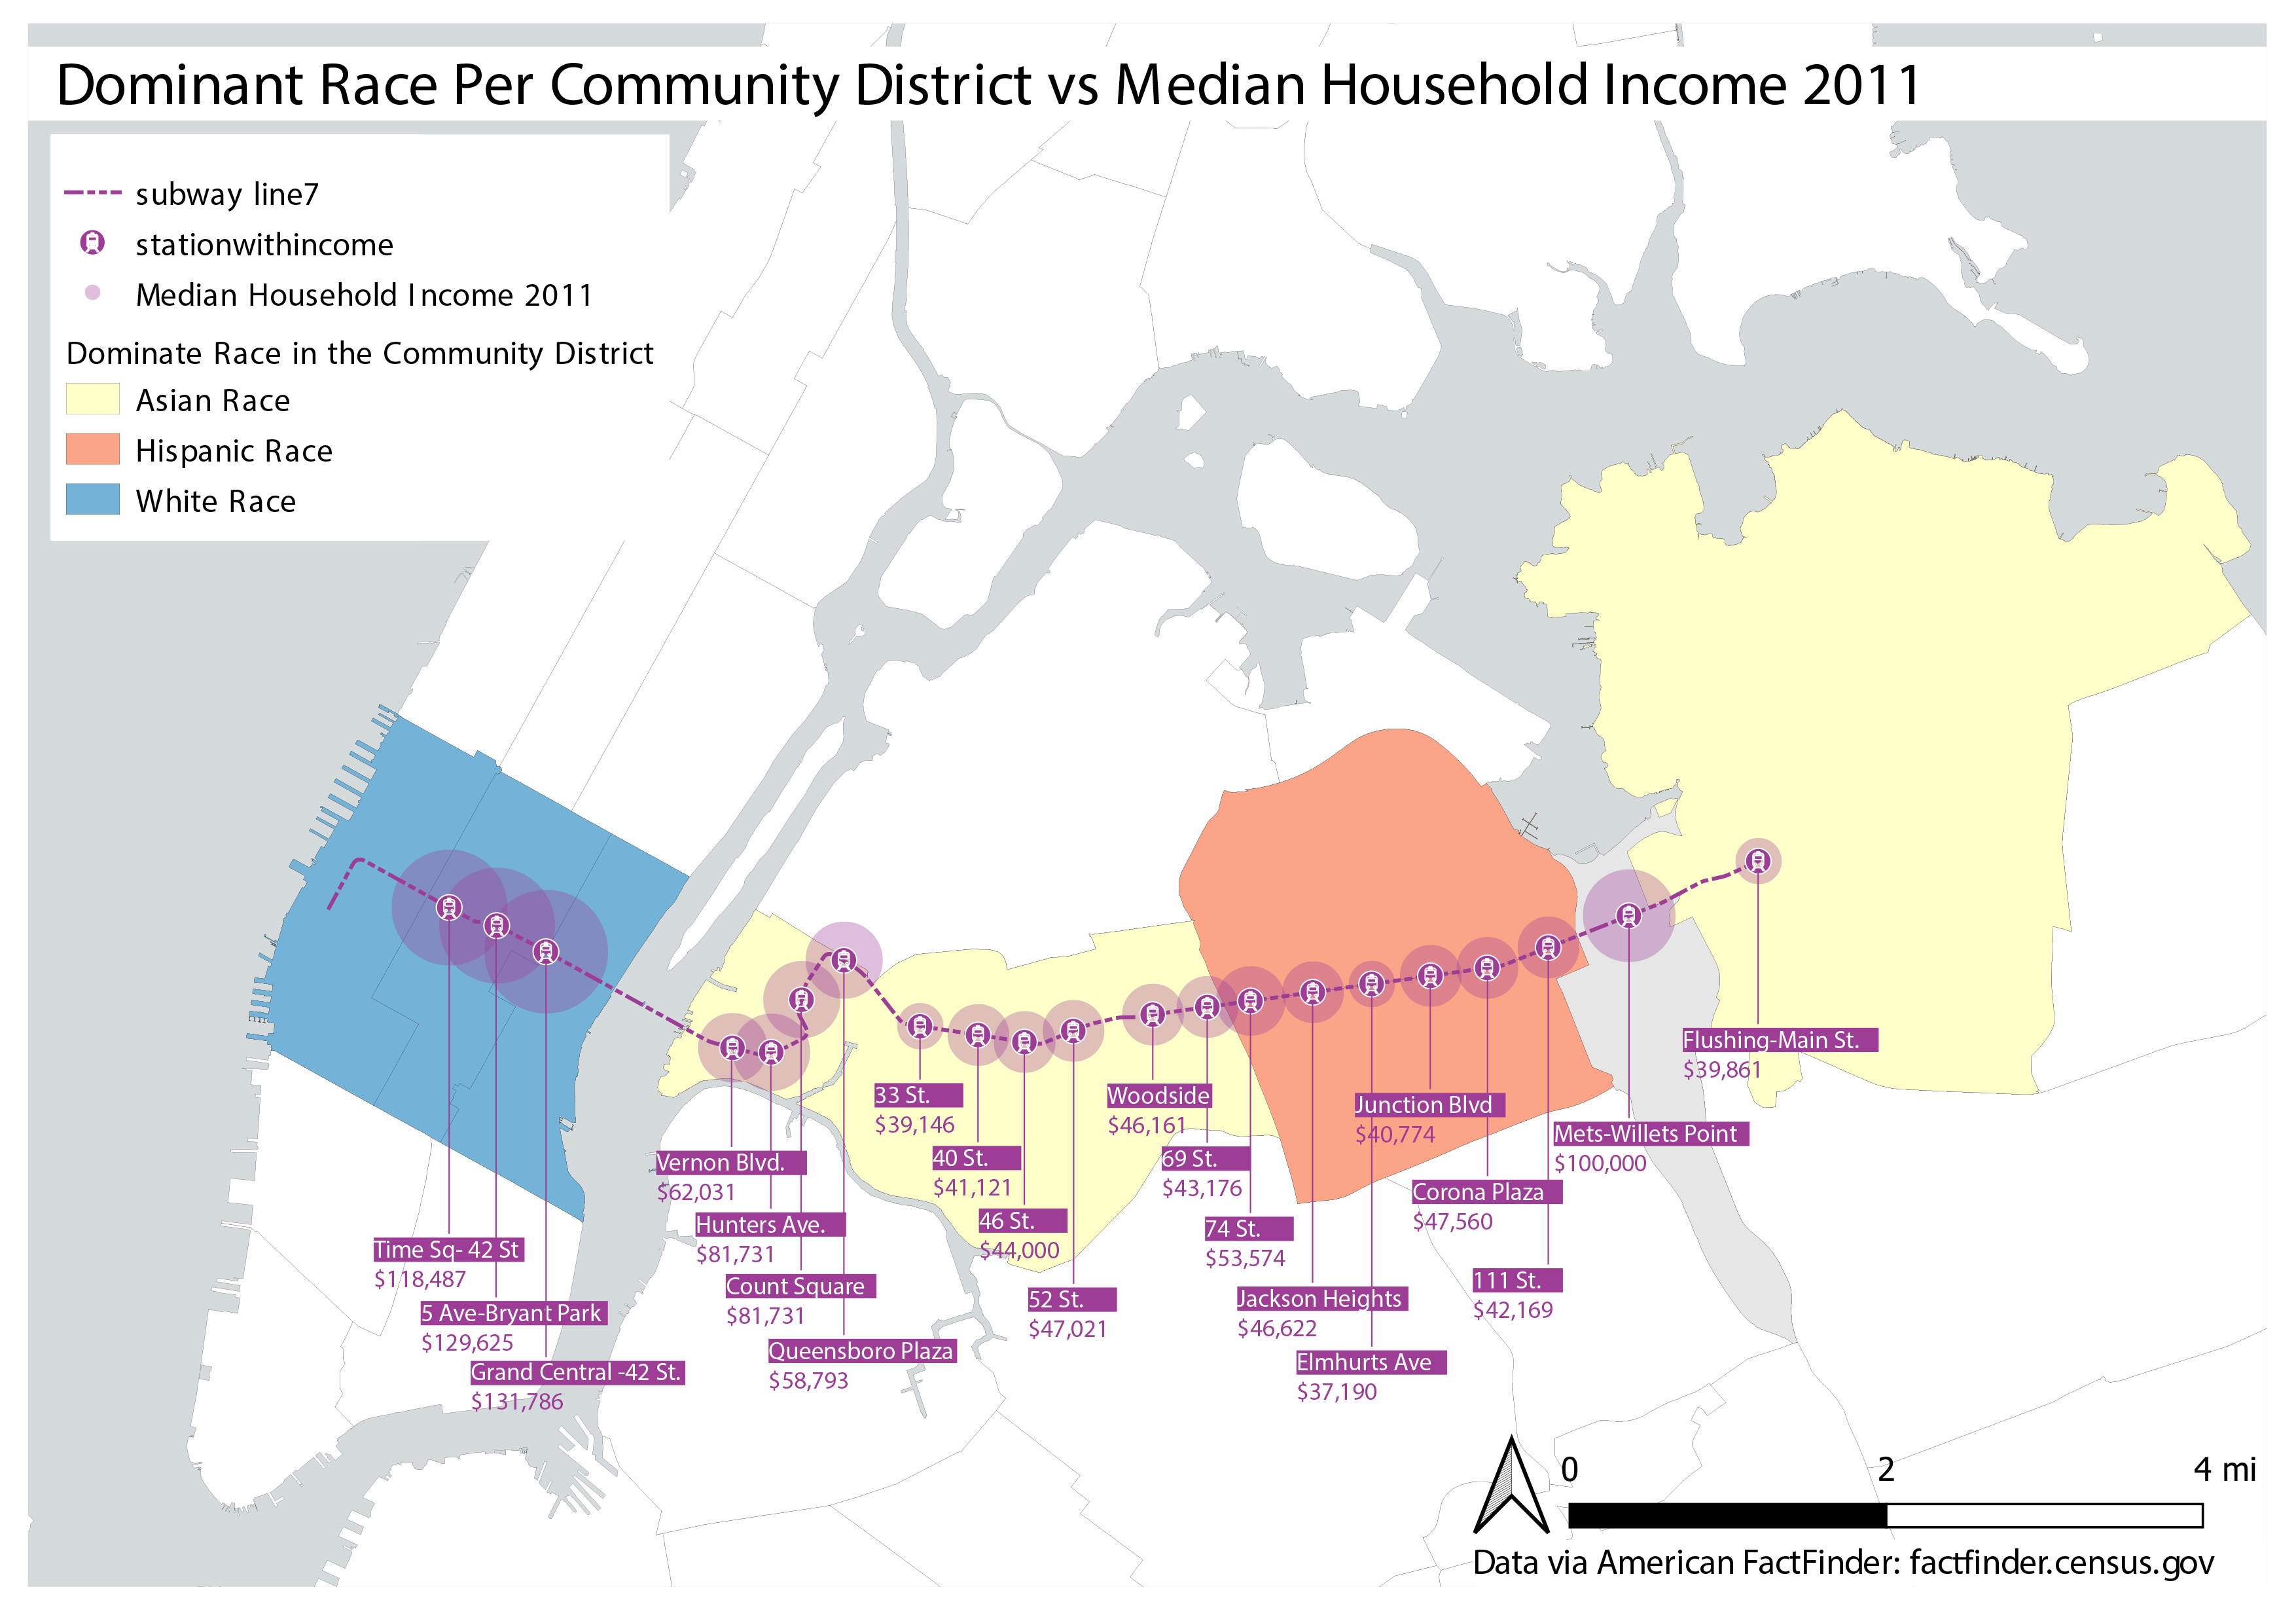 Dominant Race Per Community District vs Median Household Income 2011
subway line7
stationwithincome
Median Household Income 2011
Dominate Race in the Community District
Asian Race
Hispanic Race
White Race
Flushing-Main St.
$39,861
33 St.
$39,146
Woodside
$46,161
Junction Blvd
$40,774
Mets-Willets Point
$100,000
Vernon Blvd.
$62,031
40 St.
$41,121
69 St.
$43,176
Corona Plaza
$47,560
Hunters Ave.
$81,731
46 St.
$44,000
74 St.
$53,574
Time Sq- 42 St
$118,487
Count Square
$81,731
52 St.
$47,021
Jackson Heights
$46,622
111 St.
$42,169
5 Ave-Bryant Park
$129,625
Queensboro Plaza
$58,793
Elmhurts Ave
$37,190
Grand Central -42 St.
$131,786
0 2 4 mi
Data via American FactFinder: factfinder.census.gov